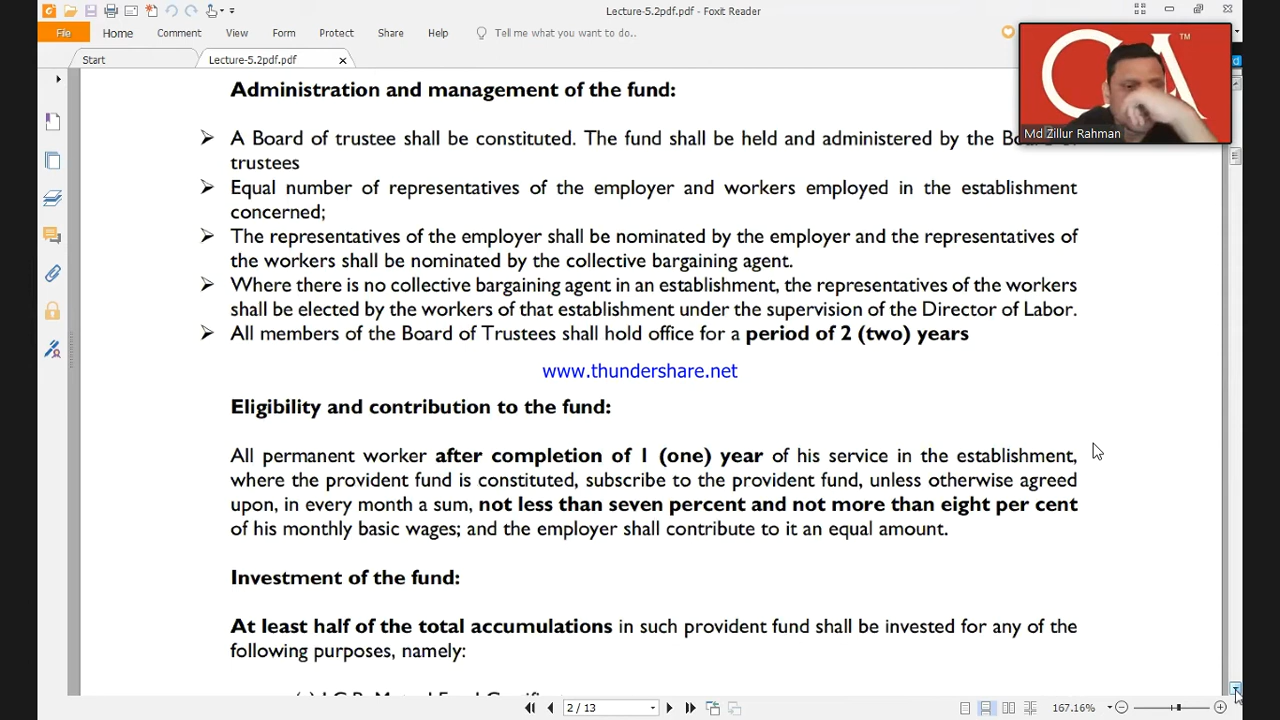 Lecture-5.2pdf.pdf - Foxit Reader
File Home Comment View Form Protect Share Help Tell me what you want to do..
Start Lecture-5.2pdf.pdf
CA TM
Md Zillur Rahman
Administration and management of the fund:
➢ A Board of trustee shall be constituted. The fund shall be held and administered by the Board of
trustees
➢ Equal number of representatives of the employer and workers employed in the establishment
concerned;
➢ The representatives of the employer shall be nominated by the employer and the representatives of
the workers shall be nominated by the collective bargaining agent.
➢ Where there is no collective bargaining agent in an establishment, the representatives of the workers
shall be elected by the workers of that establishment under the supervision of the Director of Labor.
➢ All members of the Board of Trustees shall hold office for a period of 2 (two) years
www.thundershare.net
Eligibility and contribution to the fund:
All permanent worker after completion of 1 (one) year of his service in the establishment,
where the provident fund is constituted, subscribe to the provident fund, unless otherwise agreed
upon, in every month a sum, not less than seven percent and not more than eight per cent
of his monthly basic wages; and the employer shall contribute to it an equal amount.
Investment of the fund:
At least half of the total accumulations in such provident fund shall be invested for any of the
following purposes, namely:
2 / 13
167.16%